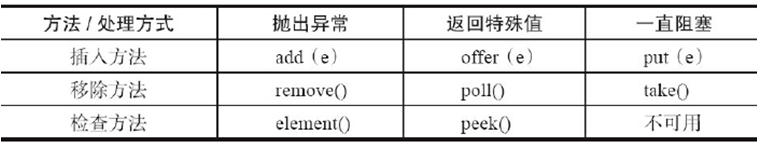 方法 / 处理方式 抛出异常 返回特殊值 一直阻塞
插入方法 add（e） offer（e） put（e）
移除方法 remove() poll() take()
检查方法 element() peek() 不可用